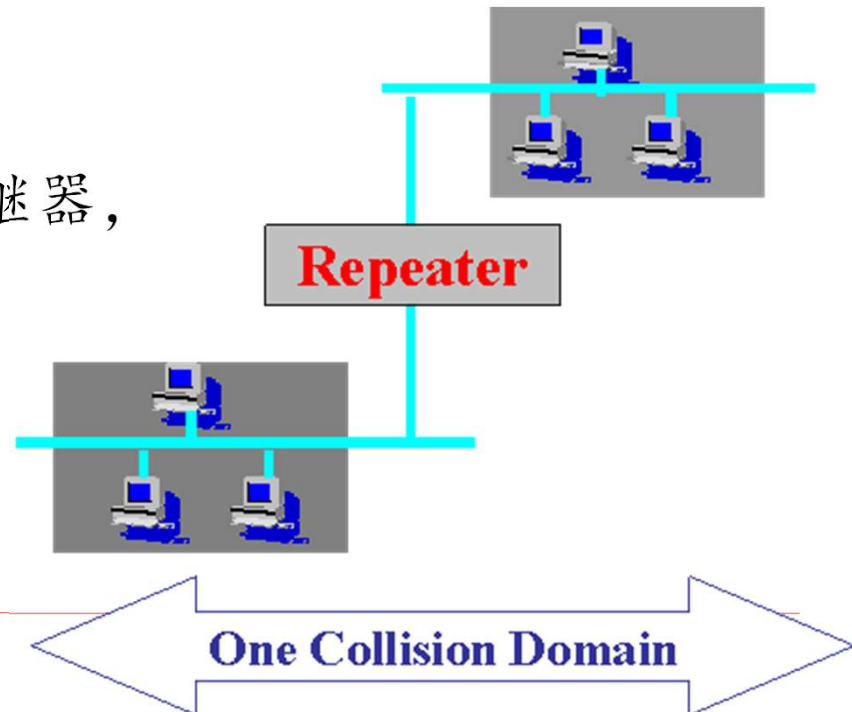 继器，
Repeater
One Collision Domain